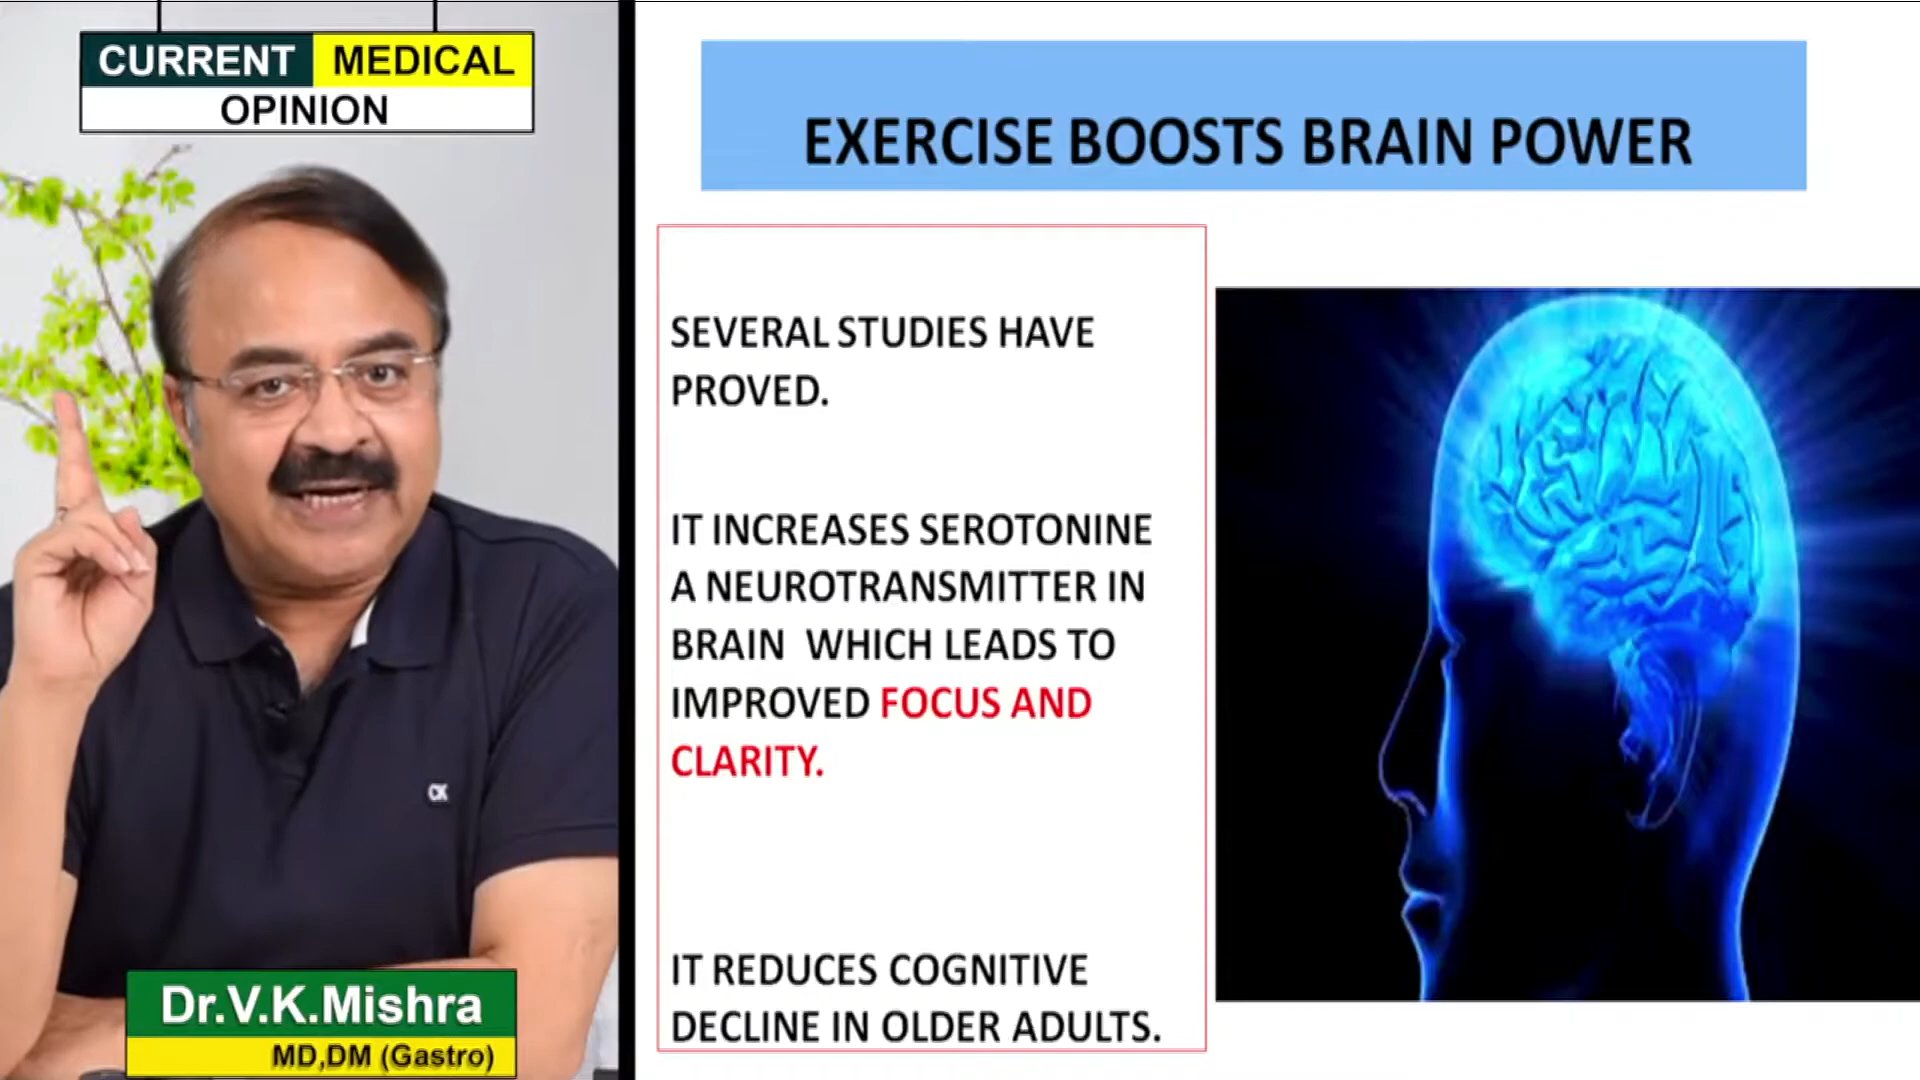 CURRENT MEDICAL
OPINION
EXERCISE BOOSTS BRAIN POWER
SEVERAL STUDIES HAVE
PROVED.
IT INCREASES SEROTONINE
A NEUROTRANSMITTER IN
BRAIN WHICH LEADS TO
IMPROVED FOCUS AND
CLARITY.
IT REDUCES COGNITIVE
DECLINE IN OLDER ADULTS.
CK
Dr.V.K.Mishra
MD,DM (Gastro)